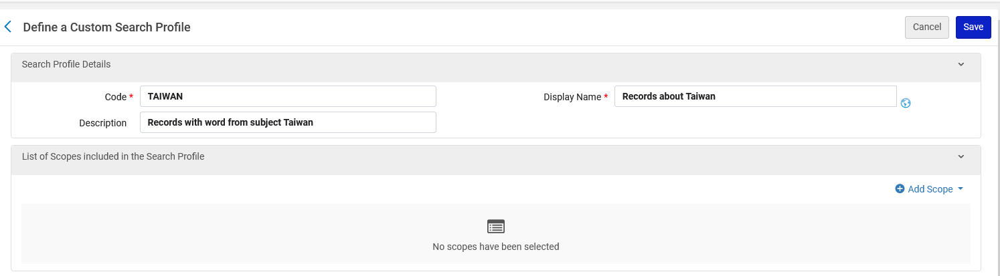 Define a Custom Search Profile
Cancel
Save
Search Profile Details
Code *
TAIWAN
Display Name *
Records about Taiwan
Description
Records with word from subject Taiwan
List of Scopes included in the Search Profile
Add Scope
No scopes have been selected